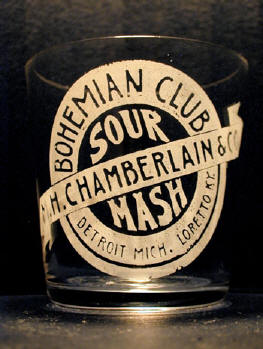 BOHEMIAN CLUB
SOUR
H. CHAMBERLAIN & CO
MASH
DETROIT MICH. LORETTO KY.